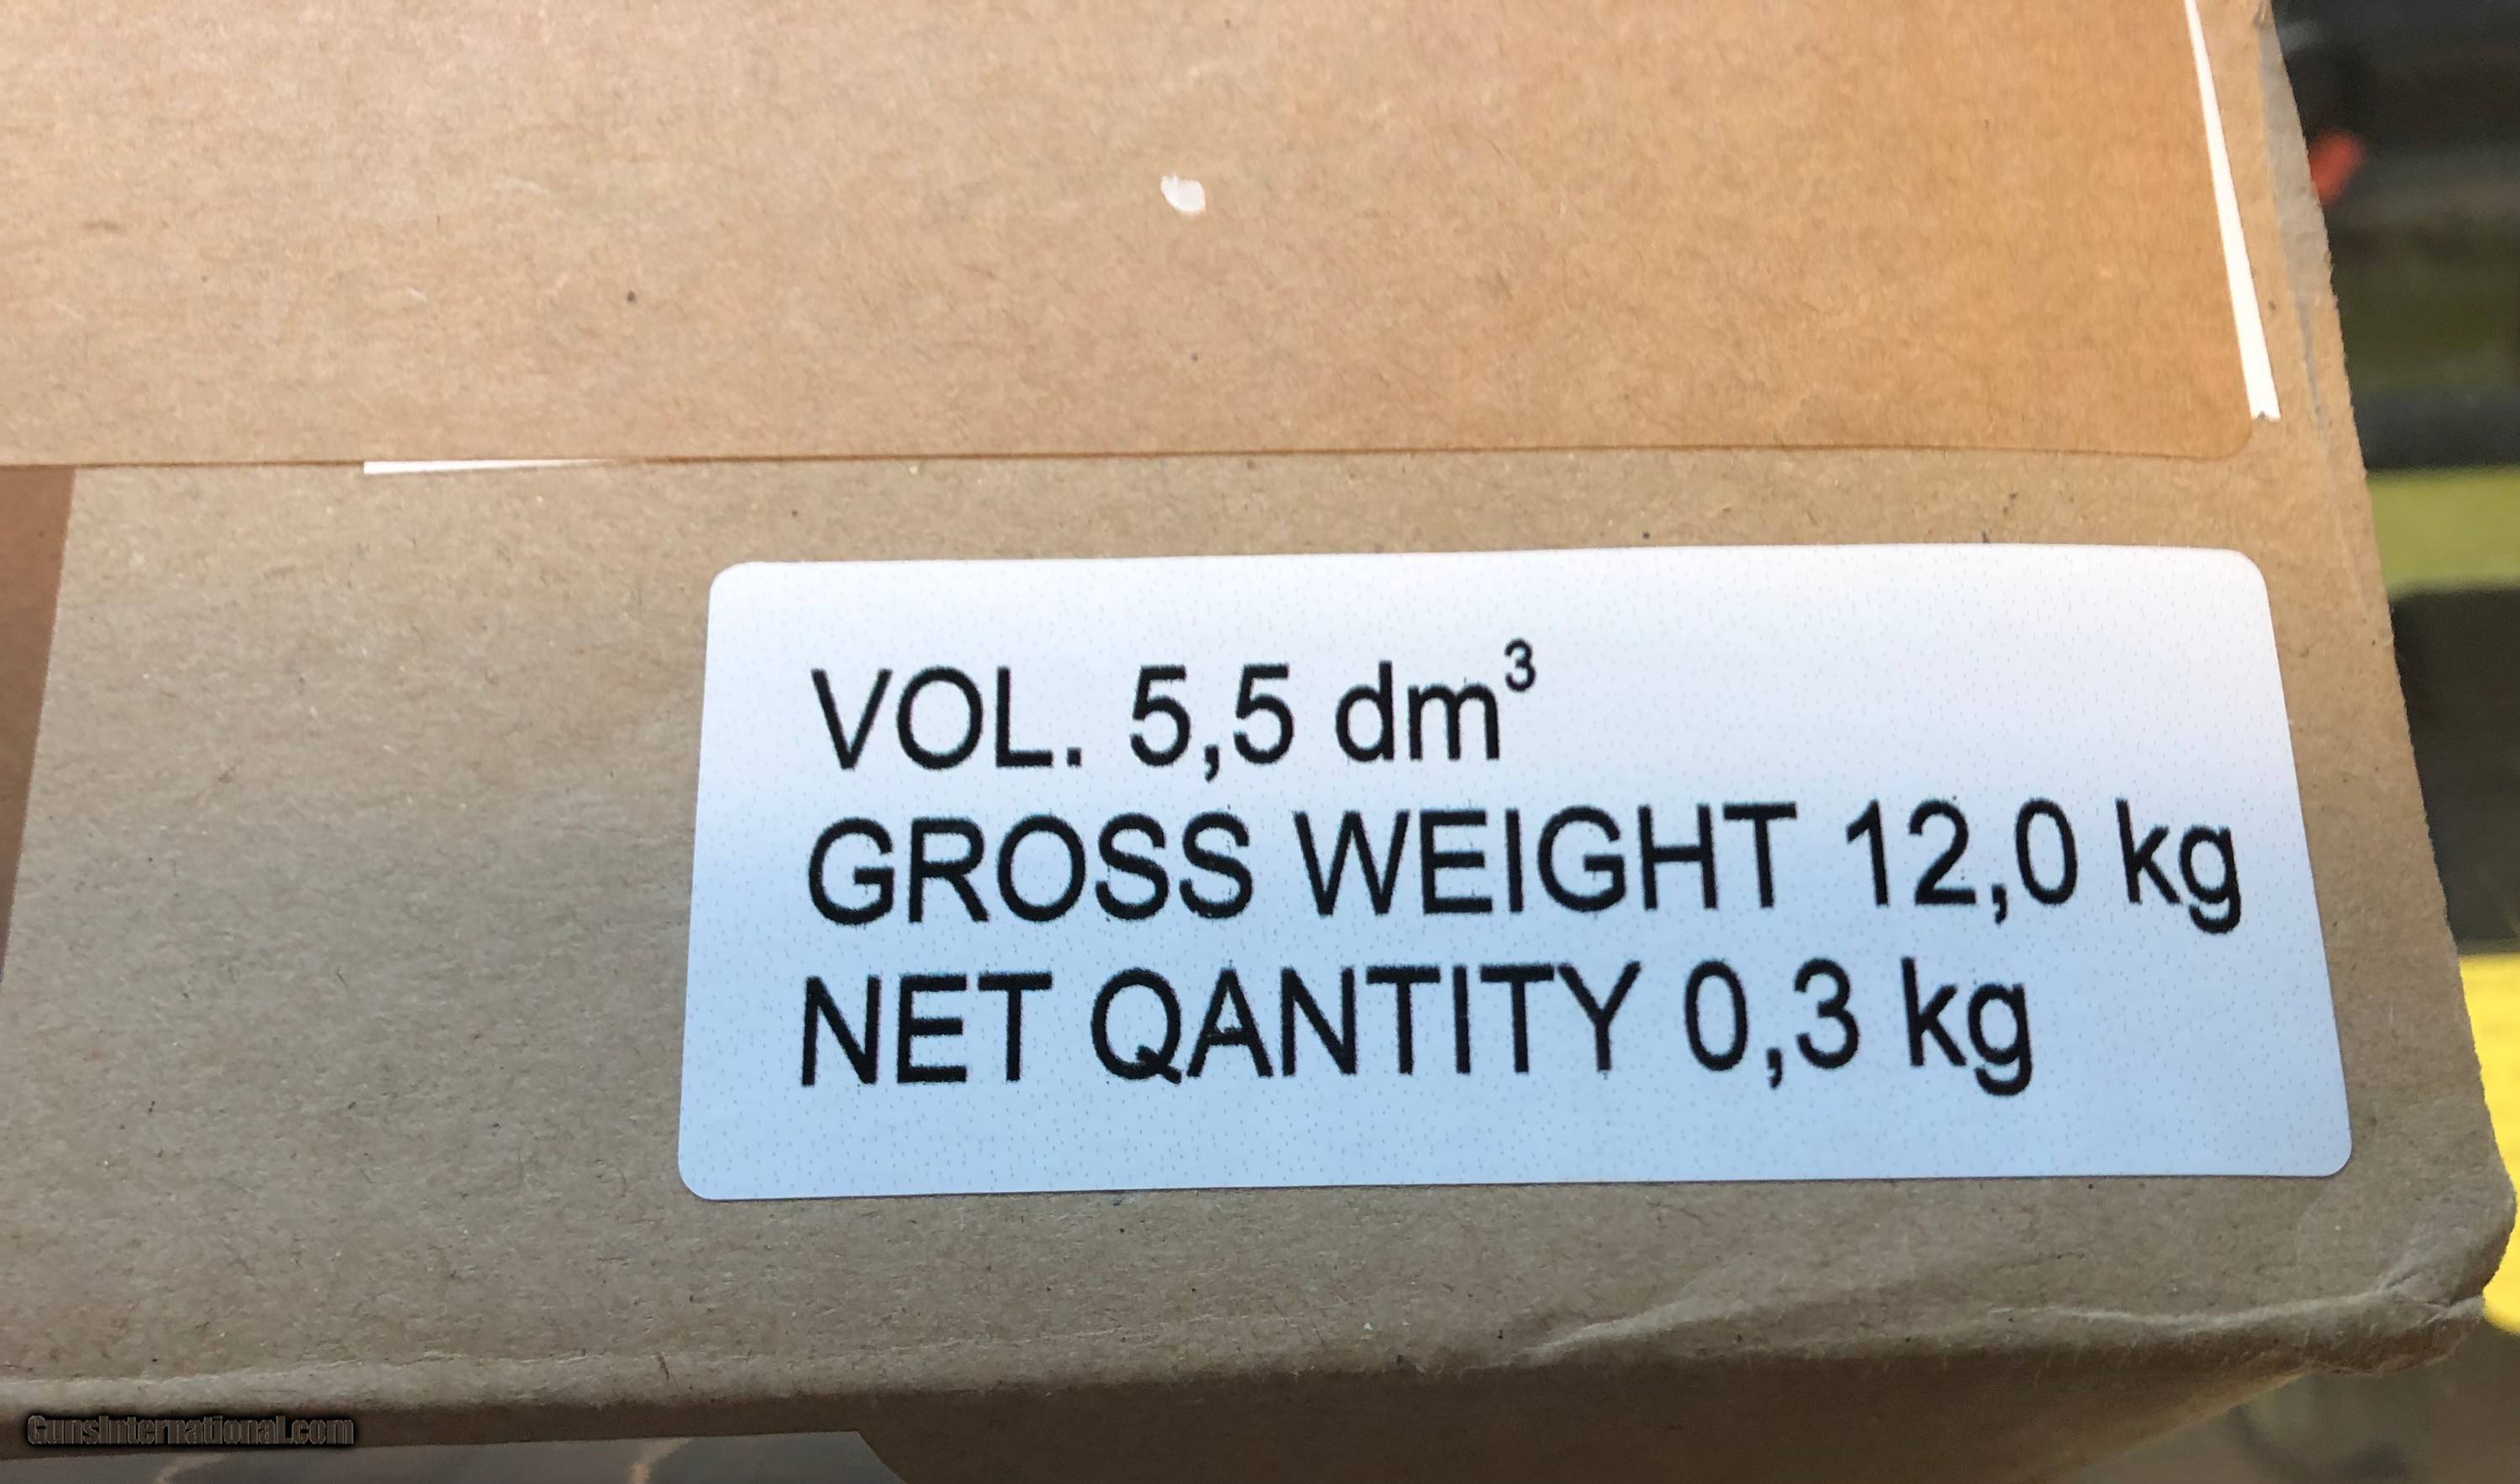 VOL. 5,5 dm³
GROSS WEIGHT 12,0 kg
NET QANTITY 0,3 kg
GunsInternational.com